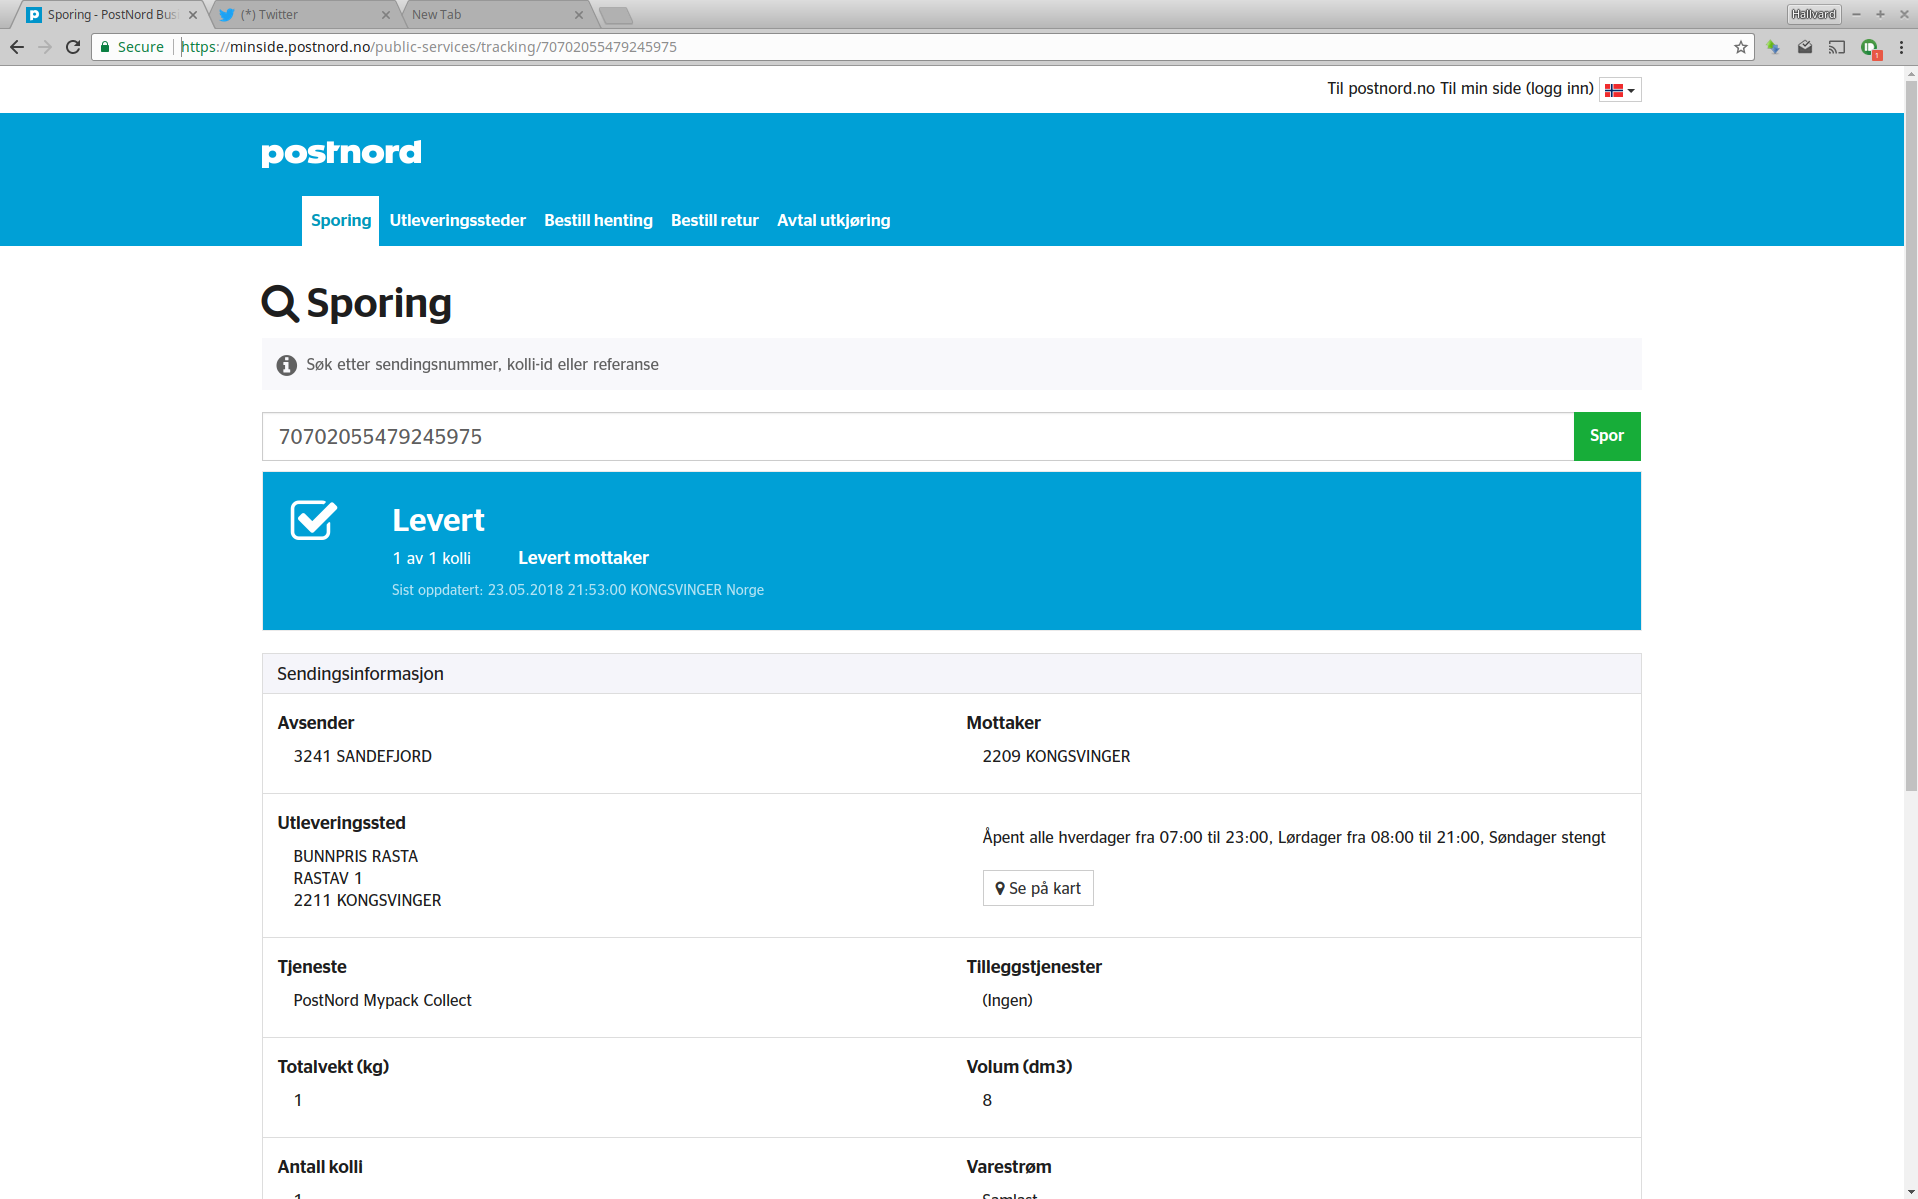 Sporing - PostNord Bus
(*) Twitter
New Tab
Hallvard
Secure
https://minside.postnord.no/public-services/tracking/70702055479245975
1
Til postnord.no Til min side (logg inn)
postnord
Sporing Utleveringssteder Bestill henting Bestill retur Avtal utkjøring
Sporing
Søk etter sendingsnummer, kolli-id eller referanse
70702055479245975
Spor
Levert
1 av 1 kolli Levert mottaker
Sist oppdatert: 23.05.2018 21:53:00 KONGSVINGER Norge
Sendingsinformasjon
Avsender
3241 SANDEFJORD
Mottaker
2209 KONGSVINGER
Utleveringssted
BUNNPRIS RASTA
RASTAV 1
2211 KONGSVINGER
Åpent alle hverdager fra 07:00 til 23:00, Lørdager fra 08:00 til 21:00, Søndager stengt
Se på kart
Tjeneste
PostNord Mypack Collect
Tilleggstjenester
(Ingen)
Totalvekt (kg)
1
Volum (dm3)
8
Antall kolli
1
Varestrøm
Samlast